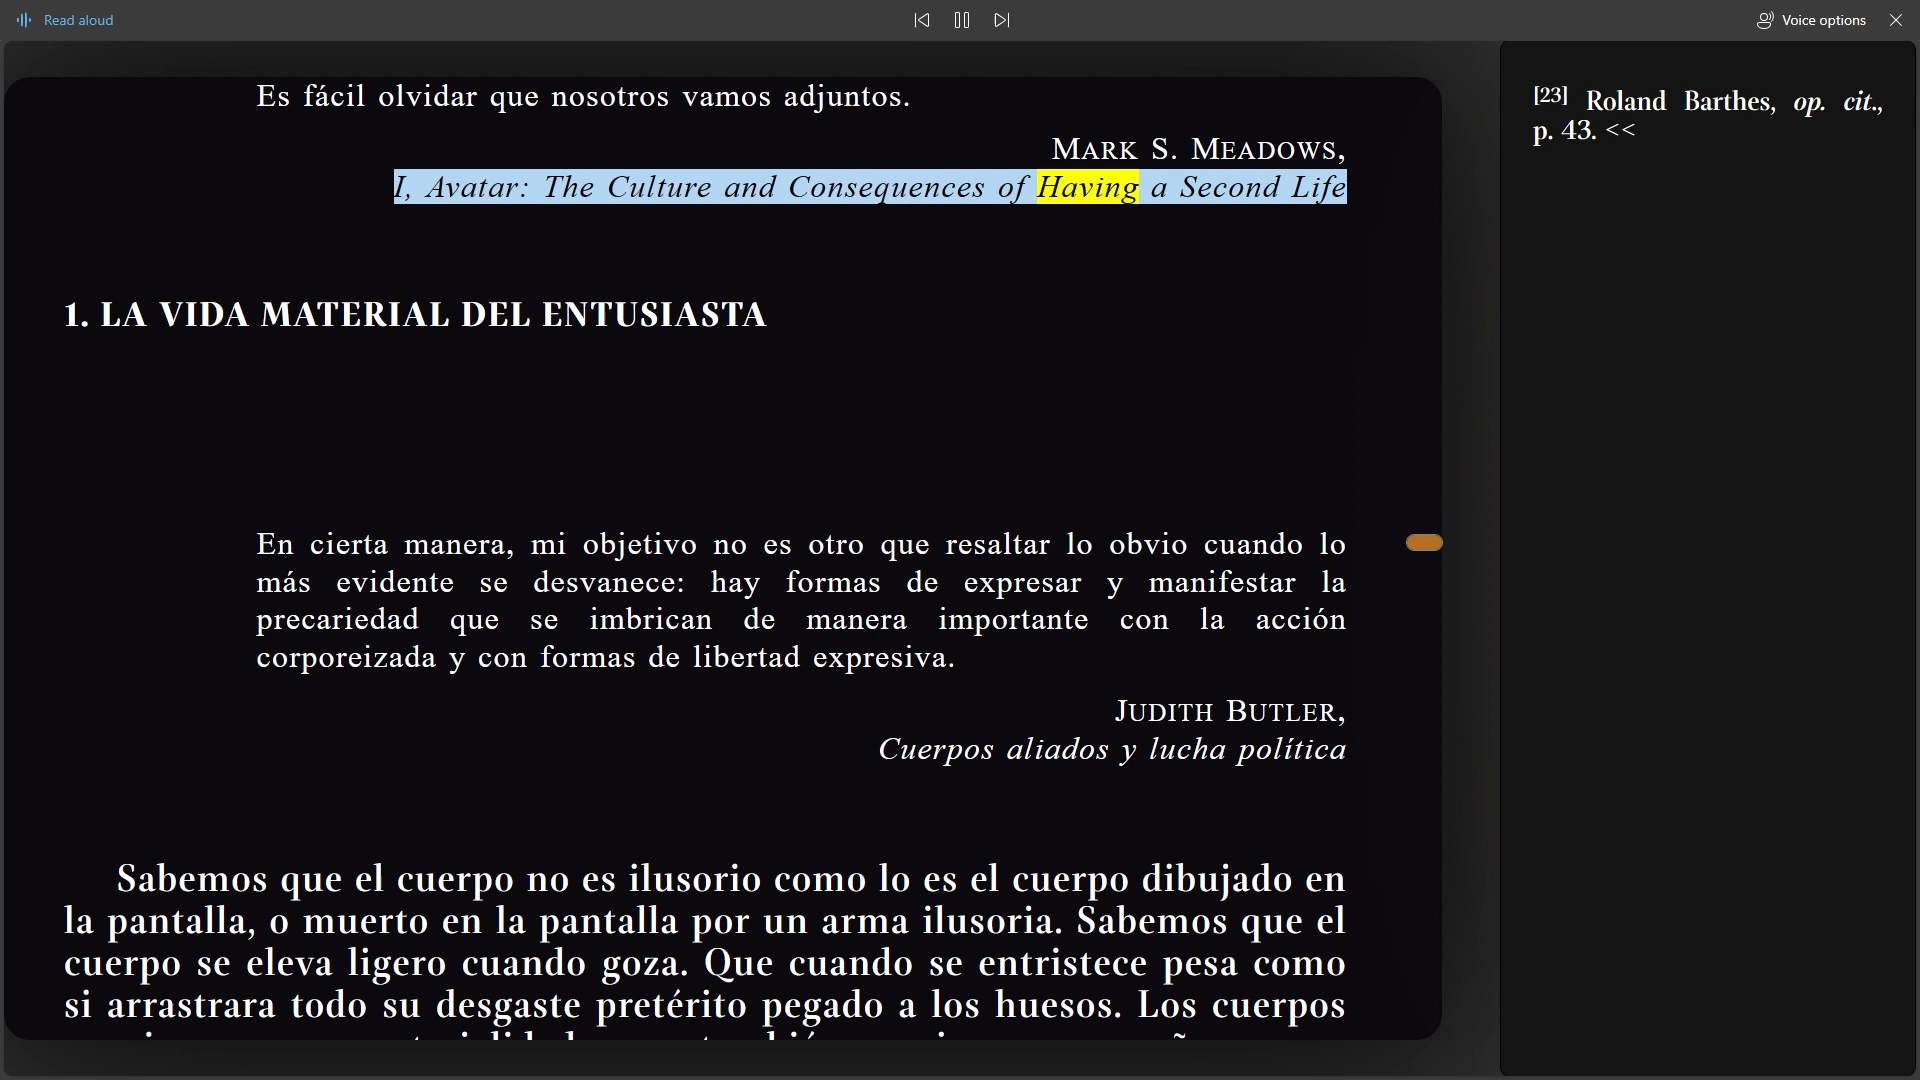 Read aloud
Voice options
Es fácil olvidar que nosotros vamos adjuntos.
MARK S. MEADOWS,
I, Avatar: The Culture and Consequences of Having a Second Life
1. LA VIDA MATERIAL DEL ENTUSIASTA
En cierta manera, mi objetivo no es otro que resaltar lo obvio cuando lo
más evidente se desvanece: hay formas de expresar y manifestar la
precariedad que se imbrican de manera importante con la acción
corporeizada y con formas de libertad expresiva.
JUDITH BUTLER,
Cuerpos aliados y lucha política
Sabemos que el cuerpo no es ilusorio como lo es el cuerpo dibujado en
la pantalla, o muerto en la pantalla por un arma ilusoria. Sabemos que el
cuerpo se eleva ligero cuando goza. Que cuando se entristece pesa como
si arrastrara todo su desgaste pretérito pegado a los huesos. Los cuerpos
[23] Roland Barthes, op. cit.,
p. 43. <<